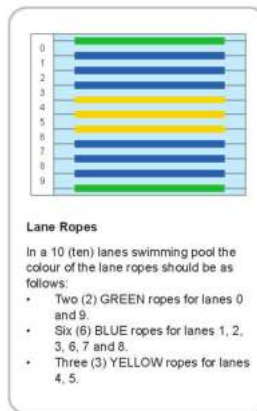 0
1
2
3
4
5
6
7
8
9
Lane Ropes
In a 10 (ten) lanes swimming pool the
colour of the lane ropes should be as
follows:
• Two (2) GREEN ropes for lanes 0
and 9.
• Six (6) BLUE ropes for lanes 1, 2,
3, 6, 7 and 8.
• Three (3) YELLOW ropes for lanes
4, 5.